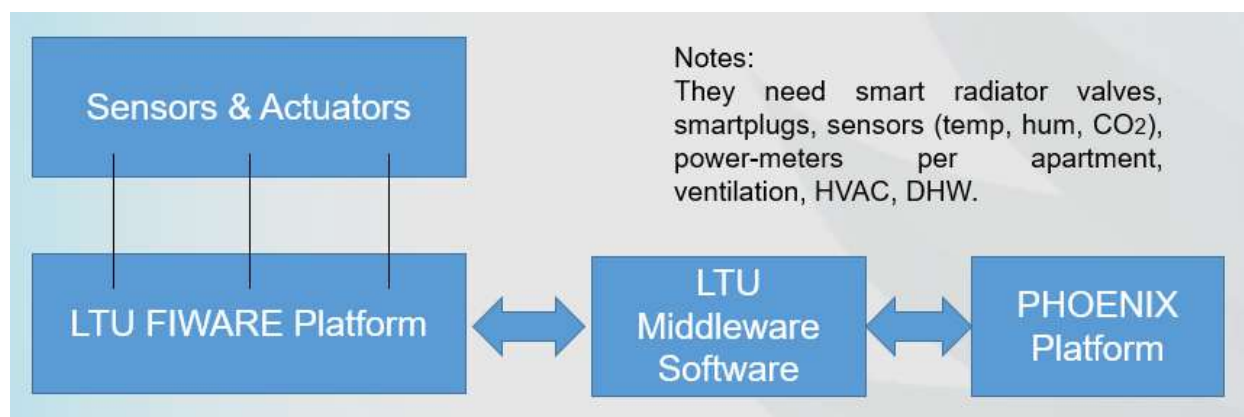 Sensors & Actuators
Notes:
They need smart radiator valves,
smartplugs, sensors (temp, hum, CO2),
power-meters per apartment,
ventilation, HVAC, DHW.
LTU FIWARE Platform
LTU
Middleware
Software
PHOENIX
Platform